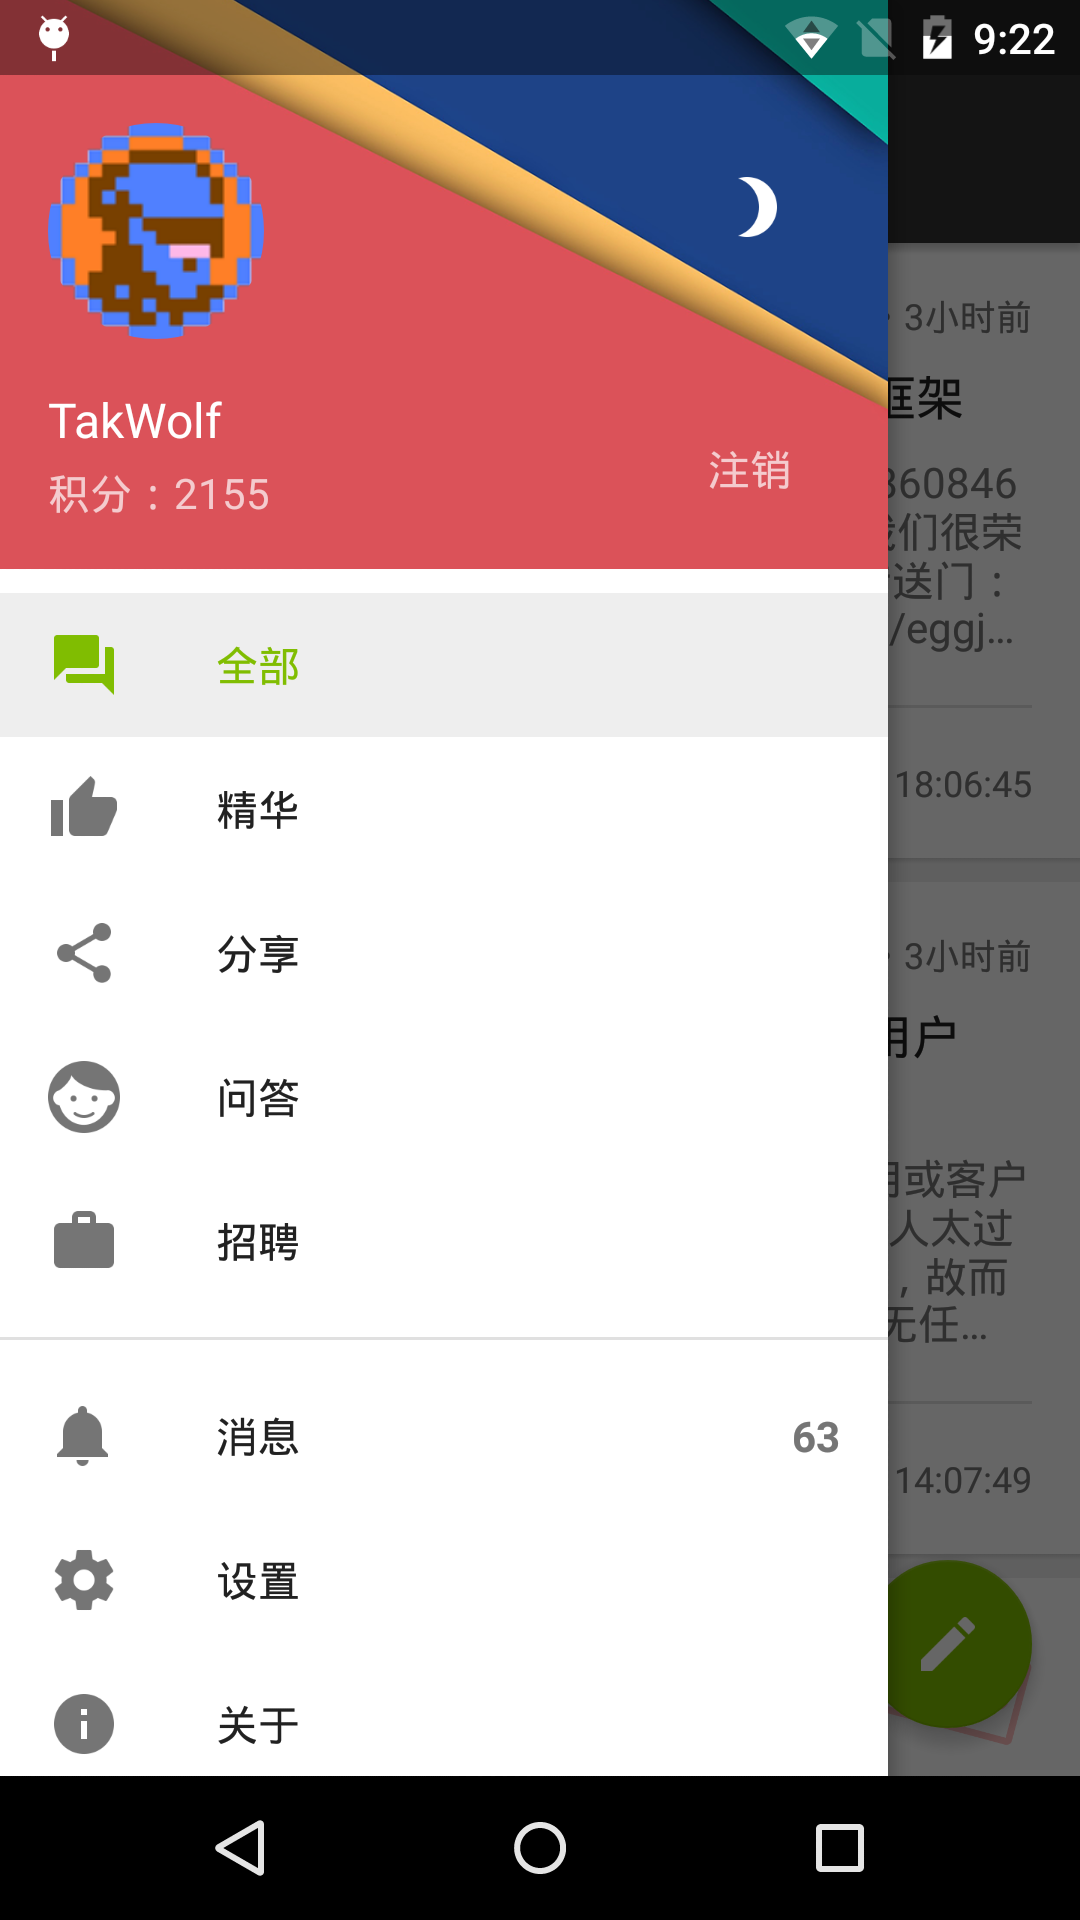 9:22
TakWolf
积分：2155
注销
全部
精华
分享
问答
招聘
消息
63
设置
关于
3小时前
框架
360846
我们很荣
送门：
/eggj…
18:06:45
3小时前
用户
或客户
人太过
，故而
无任…
14:07:49